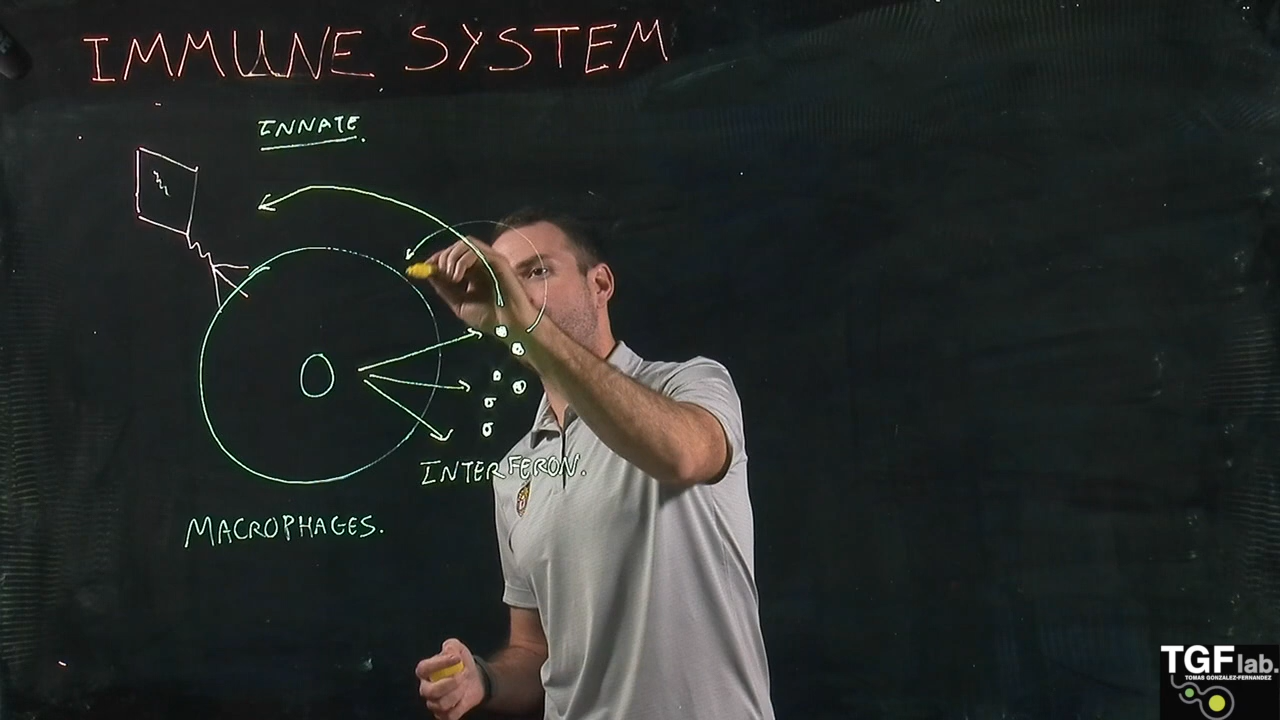 IMMUNE SYSTEM
INNATE.
INTERFERON.
MACROPHAGES.
TGF lab.
TOMAS GONZALEZ-FERNANDEZ